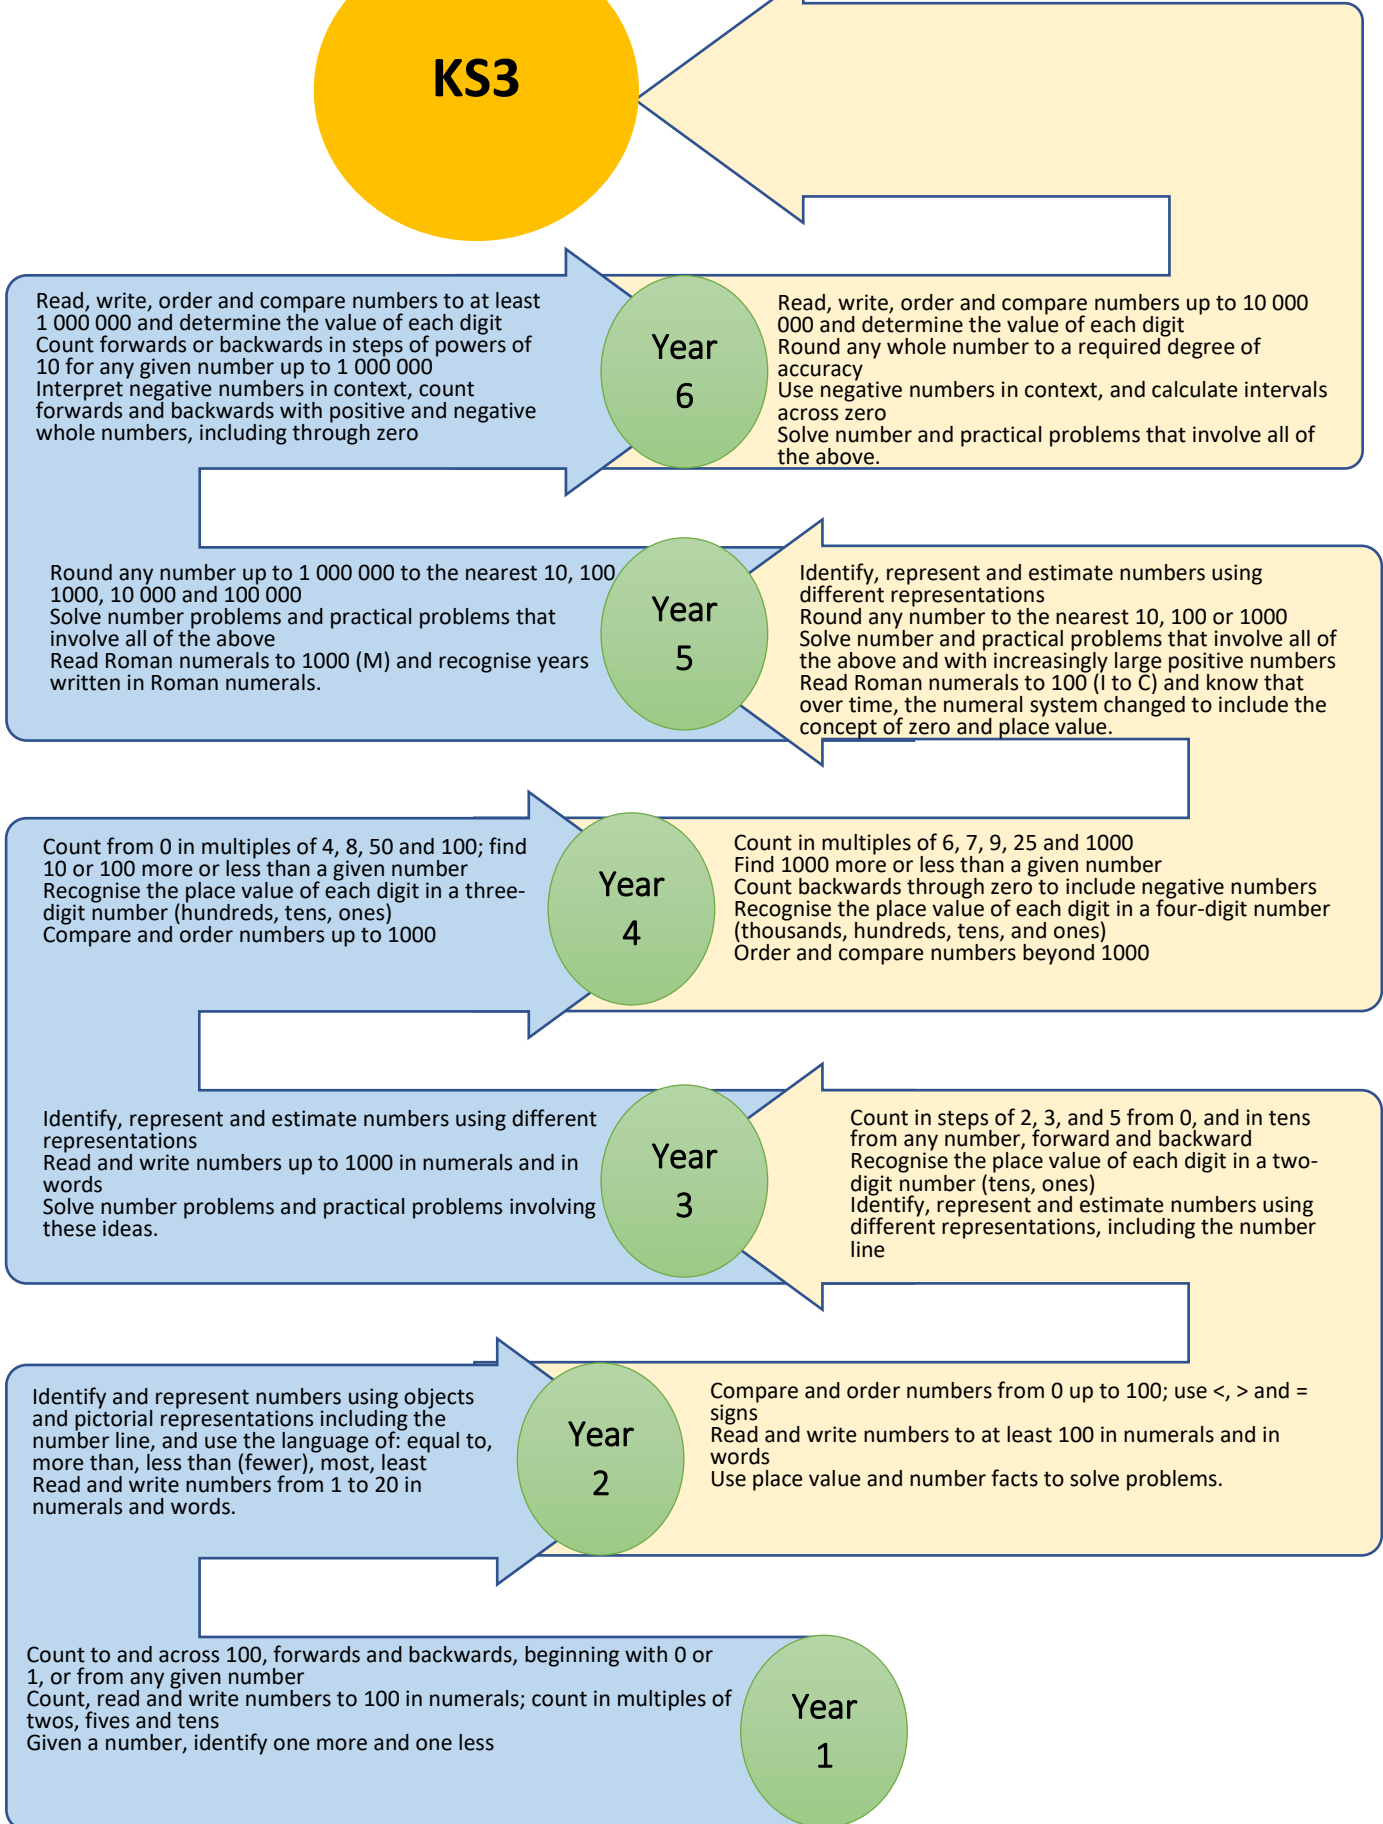 KS3
Read, write, order and compare numbers to at least
1 000 000 and determine the value of each digit
Count forwards or backwards in steps of powers of
10 for any given number up to 1 000 000
Interpret negative numbers in context, count
forwards and backwards with positive and negative
whole numbers, including through zero
Year
6
Read, write, order and compare numbers up to 10 000
000 and determine the value of each digit
Round any whole number to a required degree of
accuracy
Use negative numbers in context, and calculate intervals
across zero
Solve number and practical problems that involve all of
the above.
Round any number up to 1 000 000 to the nearest 10, 100
1000, 10 000 and 100 000
Solve number problems and practical problems that
involve all of the above
Read Roman numerals to 1000 (M) and recognise years
written in Roman numerals.
Year
5
Identify, represent and estimate numbers using
different representations
Round any number to the nearest 10, 100 or 1000
Solve number and practical problems that involve all of
the above and with increasingly large positive numbers
Read Roman numerals to 100 (I to C) and know that
over time, the numeral system changed to include the
concept of zero and place value.
Count from 0 in multiples of 4, 8, 50 and 100; find
10 or 100 more or less than a given number
Recognise the place value of each digit in a three-
digit number (hundreds, tens, ones)
Compare and order numbers up to 1000
Year
4
Count in multiples of 6, 7, 9, 25 and 1000
Find 1000 more or less than a given number
Count backwards through zero to include negative numbers
Recognise the place value of each digit in a four-digit number
(thousands, hundreds, tens, and ones)
Order and compare numbers beyond 1000
Identify, represent and estimate numbers using different
representations
Read and write numbers up to 1000 in numerals and in
words
Solve number problems and practical problems involving
these ideas.
Year
3
Count in steps of 2, 3, and 5 from 0, and in tens
from any number, forward and backward
Recognise the place value of each digit in a two-
digit number (tens, ones)
Identify, represent and estimate numbers using
different representations, including the number
line
Identify and represent numbers using objects
and pictorial representations including the
number line, and use the language of: equal to,
more than, less than (fewer), most, least
Read and write numbers from 1 to 20 in
numerals and words.
Year
2
Compare and order numbers from 0 up to 100; use <, > and =
signs
Read and write numbers to at least 100 in numerals and in
words
Use place value and number facts to solve problems.
Count to and across 100, forwards and backwards, beginning with 0 or
1, or from any given number
Count, read and write numbers to 100 in numerals; count in multiples of
twos, fives and tens
Given a number, identify one more and one less
Year
1